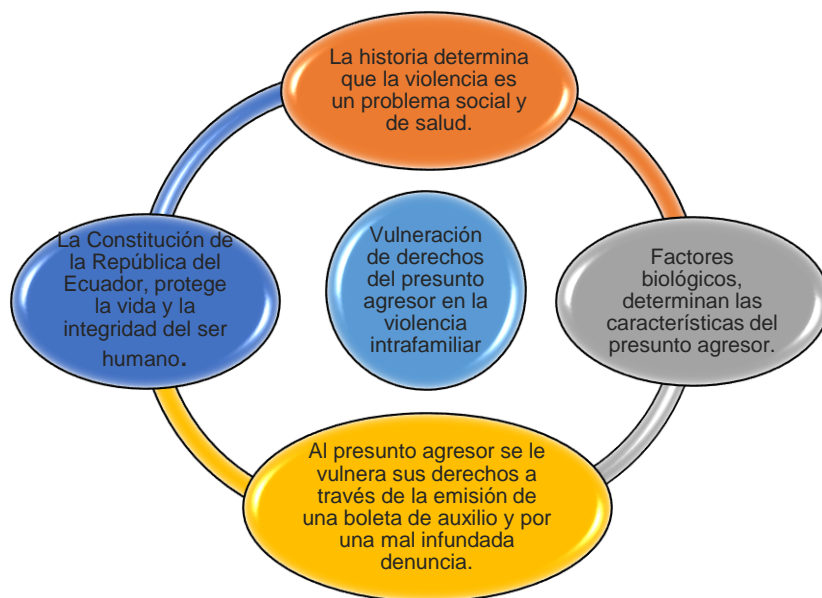 La historia determina
que la violencia es
un problema social y
de salud.
La Constitución de
la República del
Ecuador, protege
la vida y la
integridad del ser
humano.
Vulneración
de derechos
del presunto
agresor en la
violencia
intrafamiliar
Factores
biológicos,
determinan las
características del
presunto agresor.
Al presunto agresor se le
vulnera sus derechos a
través de la emisión de
una boleta de auxilio y por
una mal infundada
denuncia.